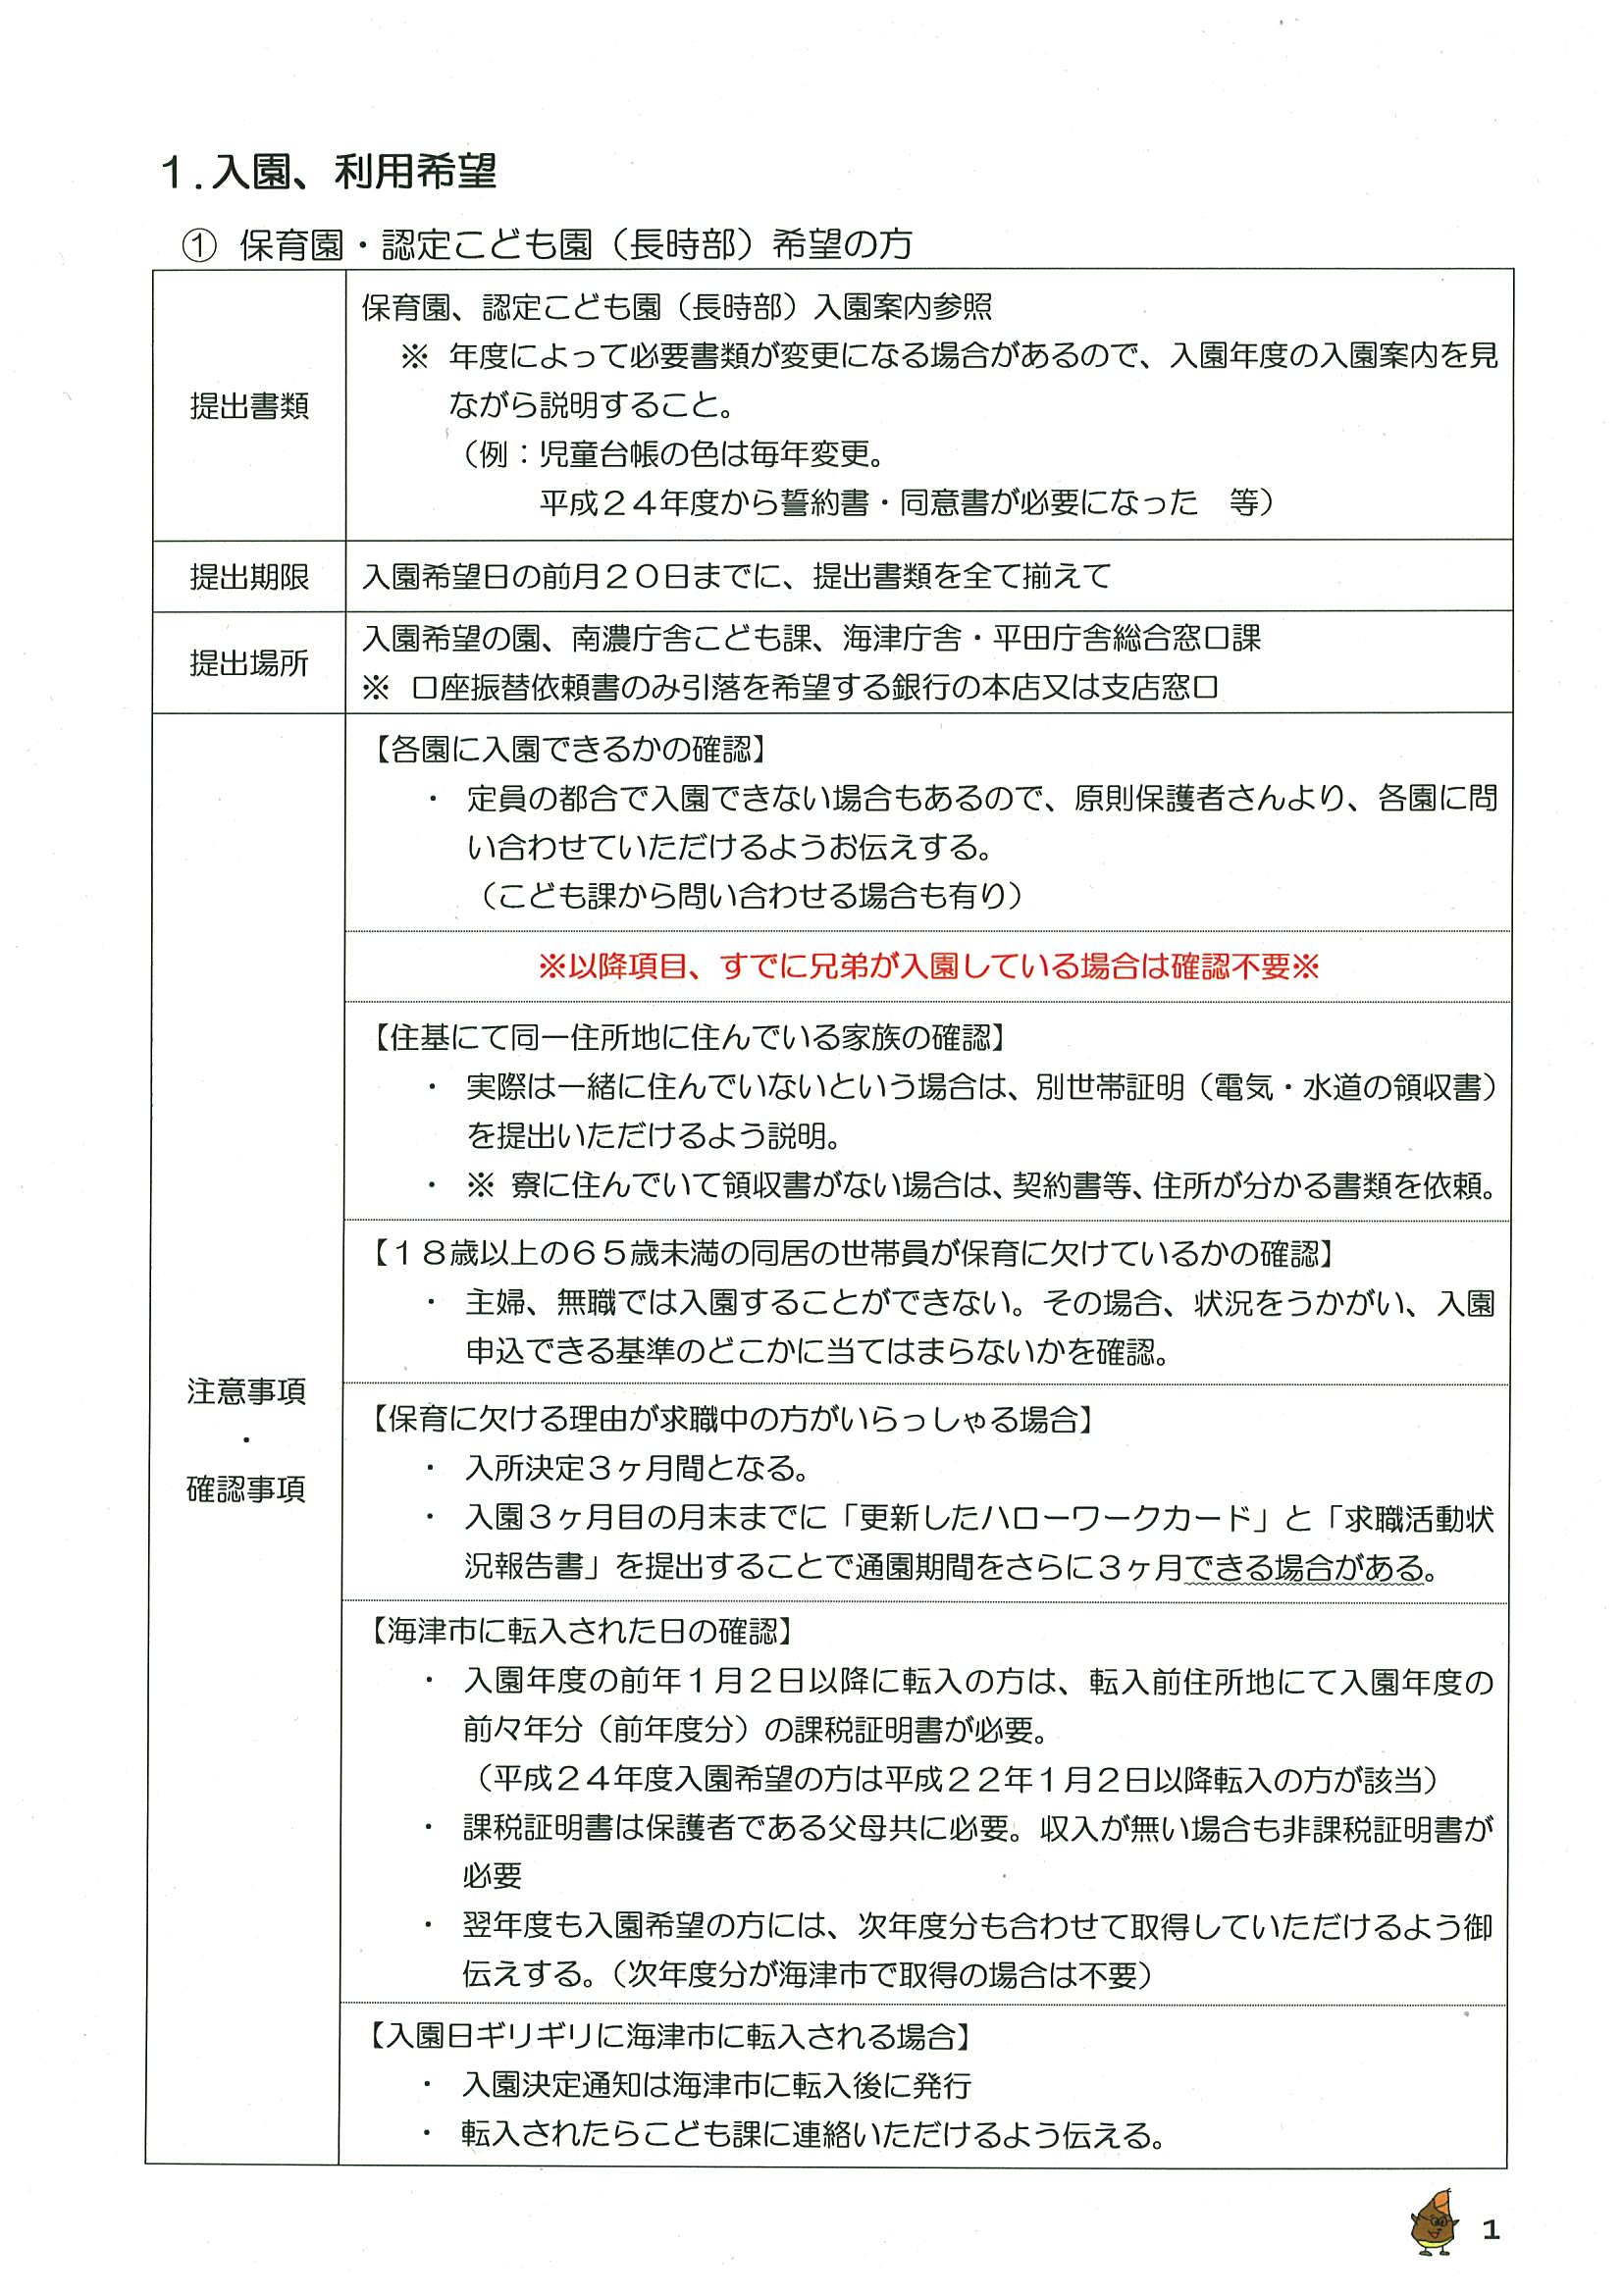 1.入園、利用希望
① 保育園・認定こども園（長時部）希望の方
提出書類
保育園、認定こども園（長時部）入園案内参照
※ 年度によって必要書類が変更になる場合があるので、入園年度の入園案内を見
ながら説明すること。
（例：児童台帳の色は毎年変更。
平成２４年度から誓約書・同意書が必要になった　等）
提出期限
入園希望日の前月２０日までに、提出書類を全て揃えて
提出場所
入園希望の園、南濃庁舎こども課、海津庁舎・平田庁舎総合窓口課
※ 口座振替依頼書のみ引落を希望する銀行の本店又は支店窓口
注意事項
・
確認事項
【各園に入園できるかの確認】
・ 定員の都合で入園できない場合もあるので、原則保護者さんより、各園に問
い合わせていただけるようお伝えする。
（こども課から問い合わせる場合も有り）
※以降項目、すでに兄弟が入園している場合は確認不要※
【住基にて同一住所地に住んでいる家族の確認】
・ 実際は一緒に住んでいないという場合は、別世帯証明（電気・水道の領収書）
を提出いただけるよう説明。
・ ※ 寮に住んでいて領収書がない場合は、契約書等、住所が分かる書類を依頼。
【１８歳以上の６５歳未満の同居の世帯員が保育に欠けているかの確認】
・ 主婦、無職では入園することができない。その場合、状況をうかがい、入園
申込できる基準のどこかに当てはまらないかを確認。
【保育に欠ける理由が求職中の方がいらっしゃる場合】
・ 入所決定３ヶ月間となる。
・ 入園３ヶ月目の月末までに「更新したハローワークカード」と「求職活動状
況報告書」を提出することで通園期間をさらに３ヶ月できる場合がある。
【海津市に転入された日の確認】
・ 入園年度の前年１月２日以降に転入の方は、転入前住所地にて入園年度の
前々年分（前年度分）の課税証明書が必要。
（平成２４年度入園希望の方は平成２２年１月２日以降転入の方が該当）
・ 課税証明書は保護者である父母共に必要。収入が無い場合も非課税証明書が
必要
・ 翌年度も入園希望の方には、次年度分も合わせて取得していただけるよう御
伝えする。（次年度分が海津市で取得の場合は不要）
【入園日ギリギリに海津市に転入される場合】
・ 入園決定通知は海津市に転入後に発行
・ 転入されたらこども課に連絡いただけるよう伝える。
1